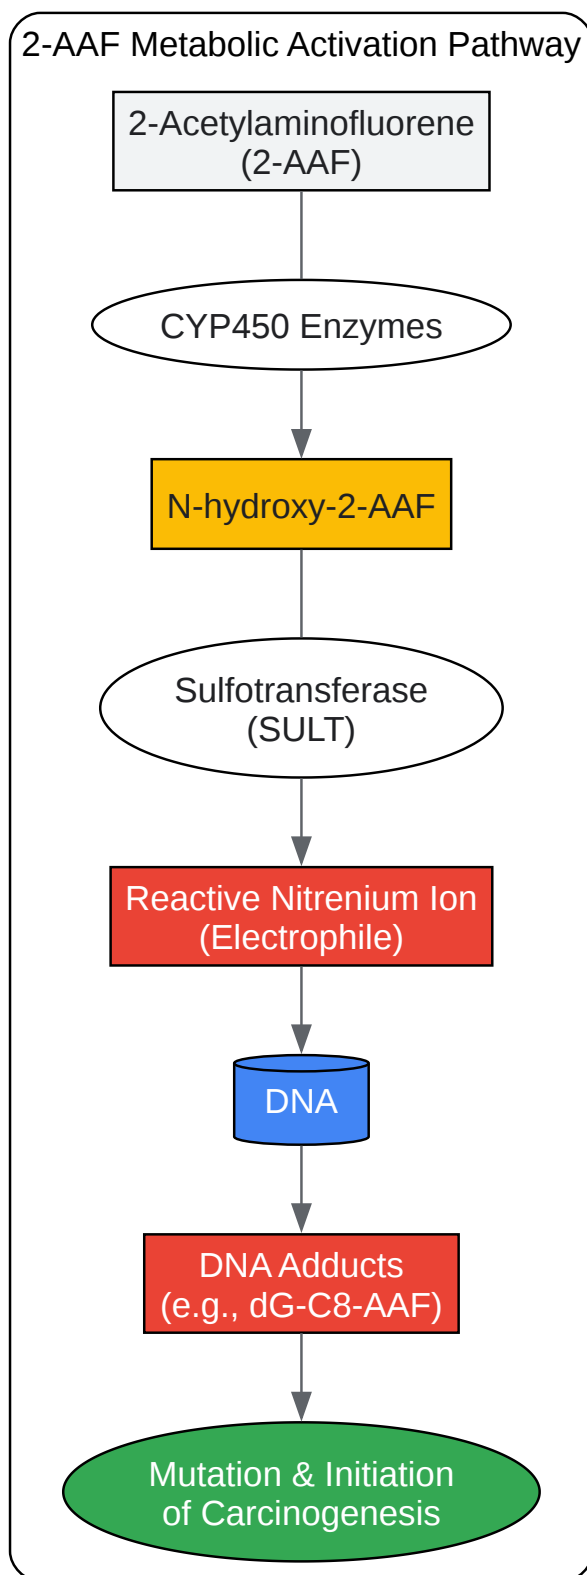 2-AAF Metabolic Activation Pathway
2-Acetylaminofluorene
(2-AAF)
CYP450 Enzymes
N-hydroxy-2-AAF
Sulfotransferase
(SULT)
Reactive Nitrenium Ion
(Electrophile)
DNA
DNA Adducts
(e.g., dG-C8-AAF)
Mutation & Initiation
of Carcinogenesis